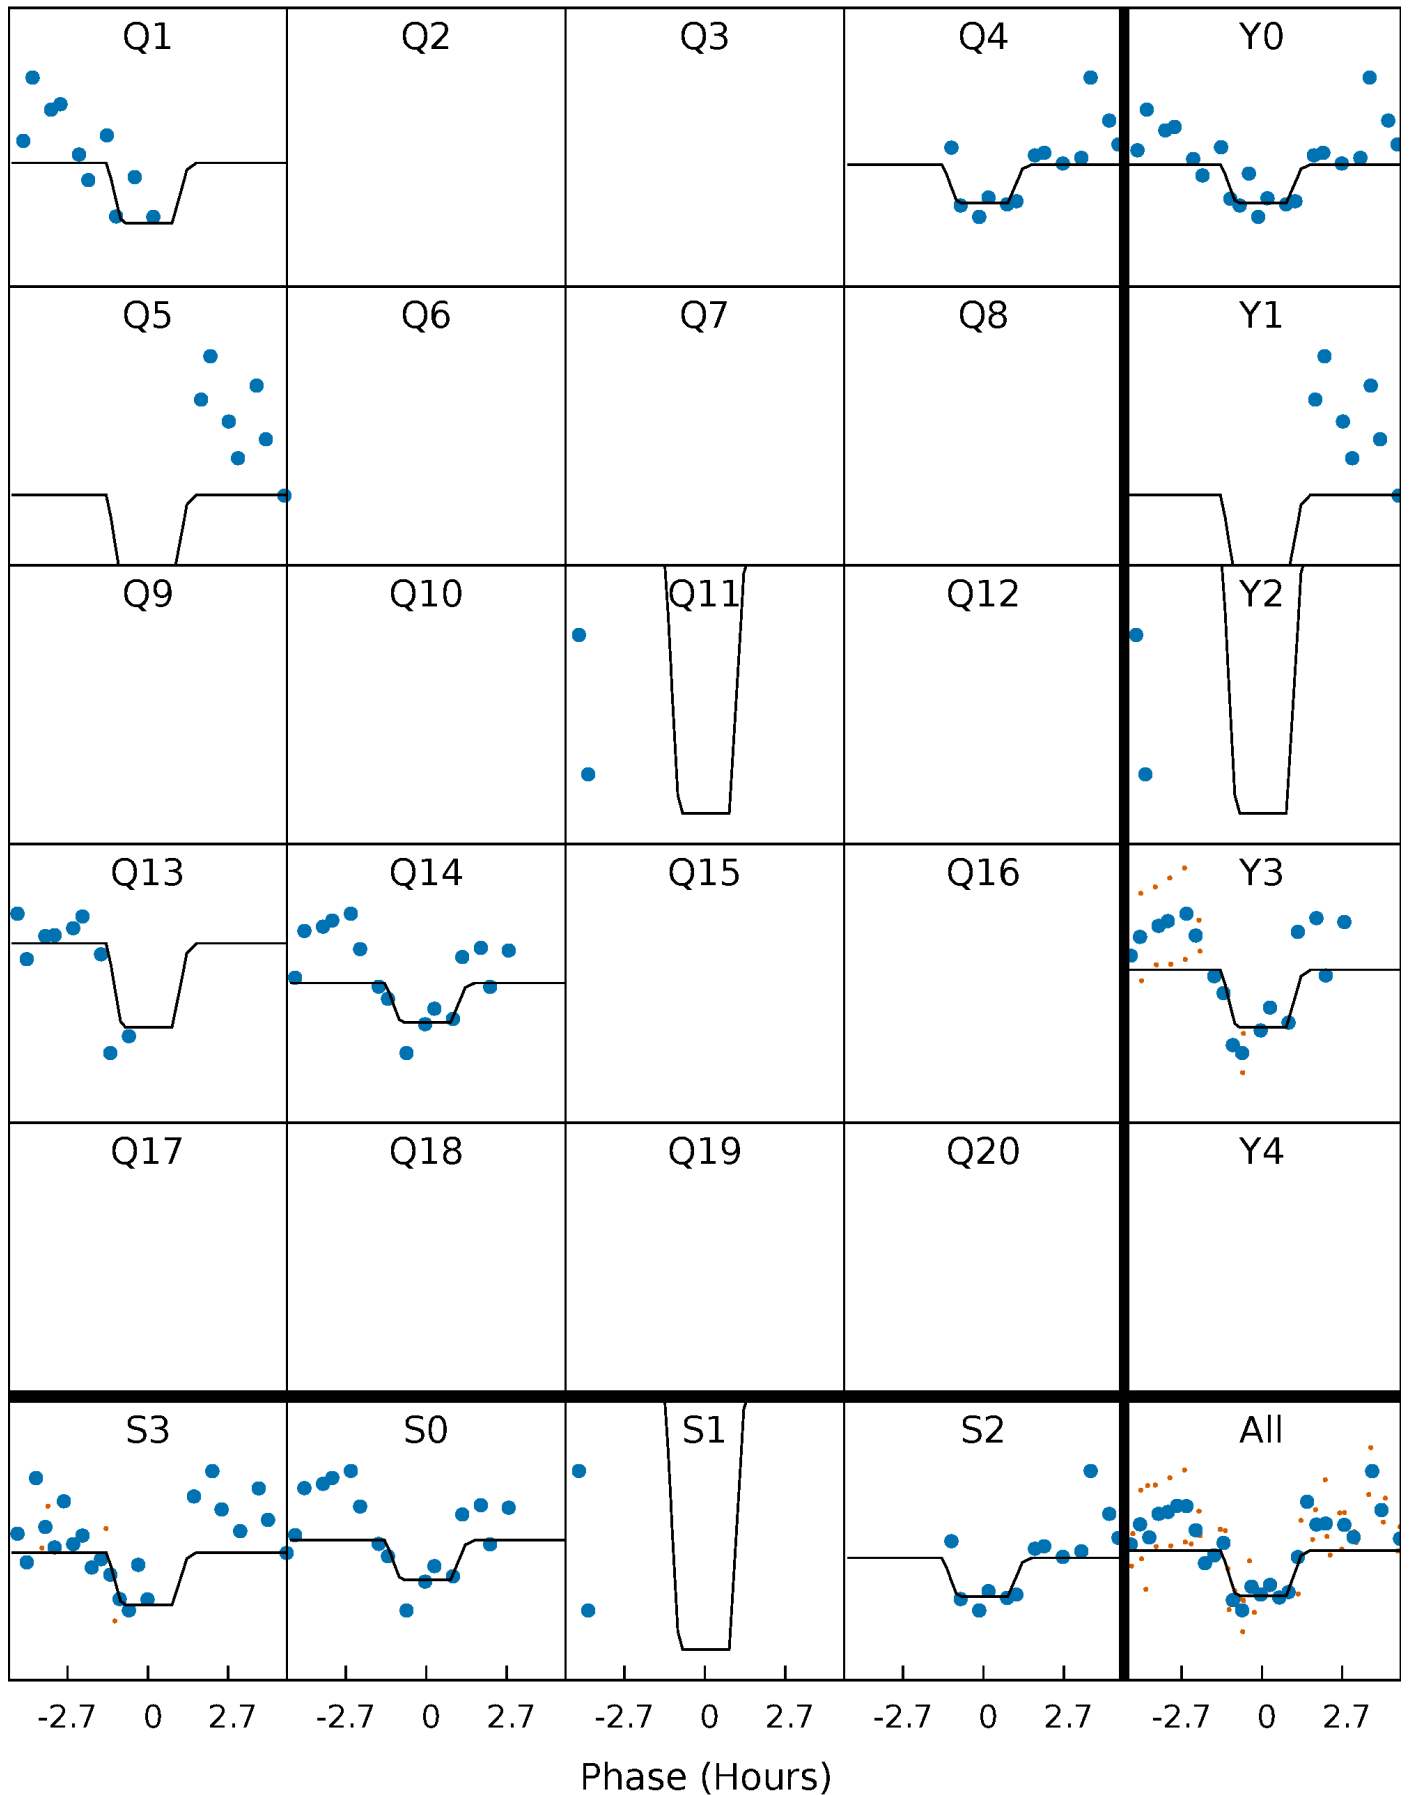 Q1 Q2 Q3 Q4 Y0
Q5 Q6 Q7 Q8 Y1
Q9 Q10 Q11 Q12 Y2
Q13 Q14 Q15 Q16 Y3
Q17 Q18 Q19 Q20 Y4
S3 S0 S1 S2 All
-2.7 0 2.7 -2.7 0 2.7 -2.7 0 2.7 -2.7 0 2.7 -2.7 0 2.7
Phase (Hours)